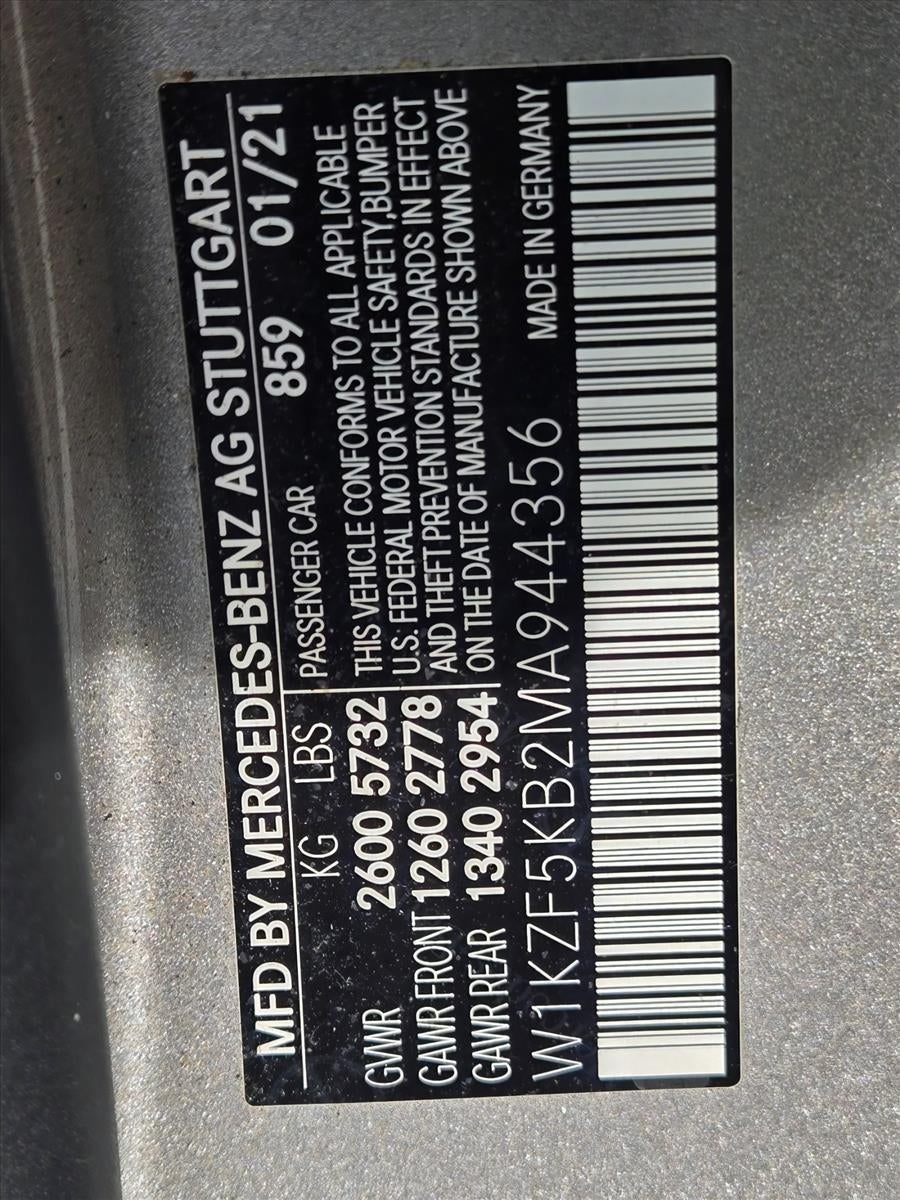 MFD BY MERCEDES-BENZ AG STUTTGART
KG LBS PASSENGER CAR 859 01/21
GVWR 2600 5732 THIS VEHICLE CONFORMS TO ALL APPLICABLE
GAWR FRONT 1260 2778 U.S. FEDERAL MOTOR VEHICLE SAFETY,BUMPER
GAWR REAR 1340 2954 AND THEFT PREVENTION STANDARDS IN EFFECT
ON THE DATE OF MANUFACTURE SHOWN ABOVE
W1KZF5KB2MA944356 MADE IN GERMANY